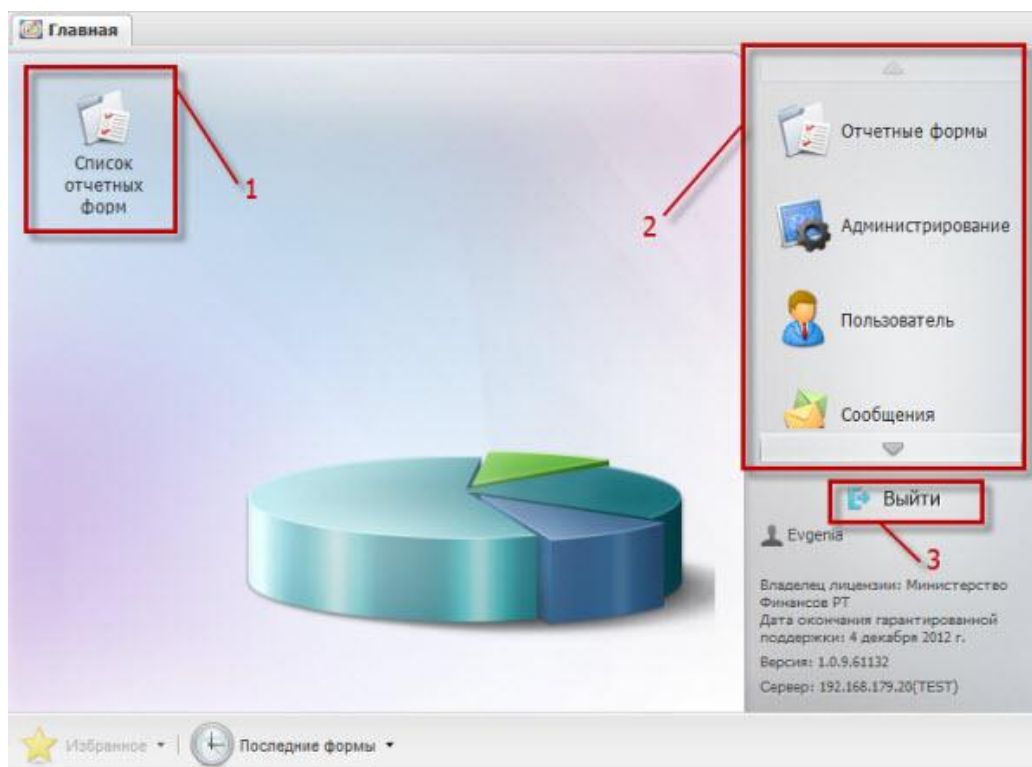 Главная
Список
отчетных
форм
1
2
Отчетные формы
Администрирование
Пользователь
Сообщения
Выйти
3
Evgenia
Владелец лицензии: Министерство
Финансов РТ
Дата окончания гарантированной
поддержки: 4 декабря 2012 г.
Версия: 1.0.9.61132
Сервер: 192.168.179.20(TEST)
Избранное
Последние формы